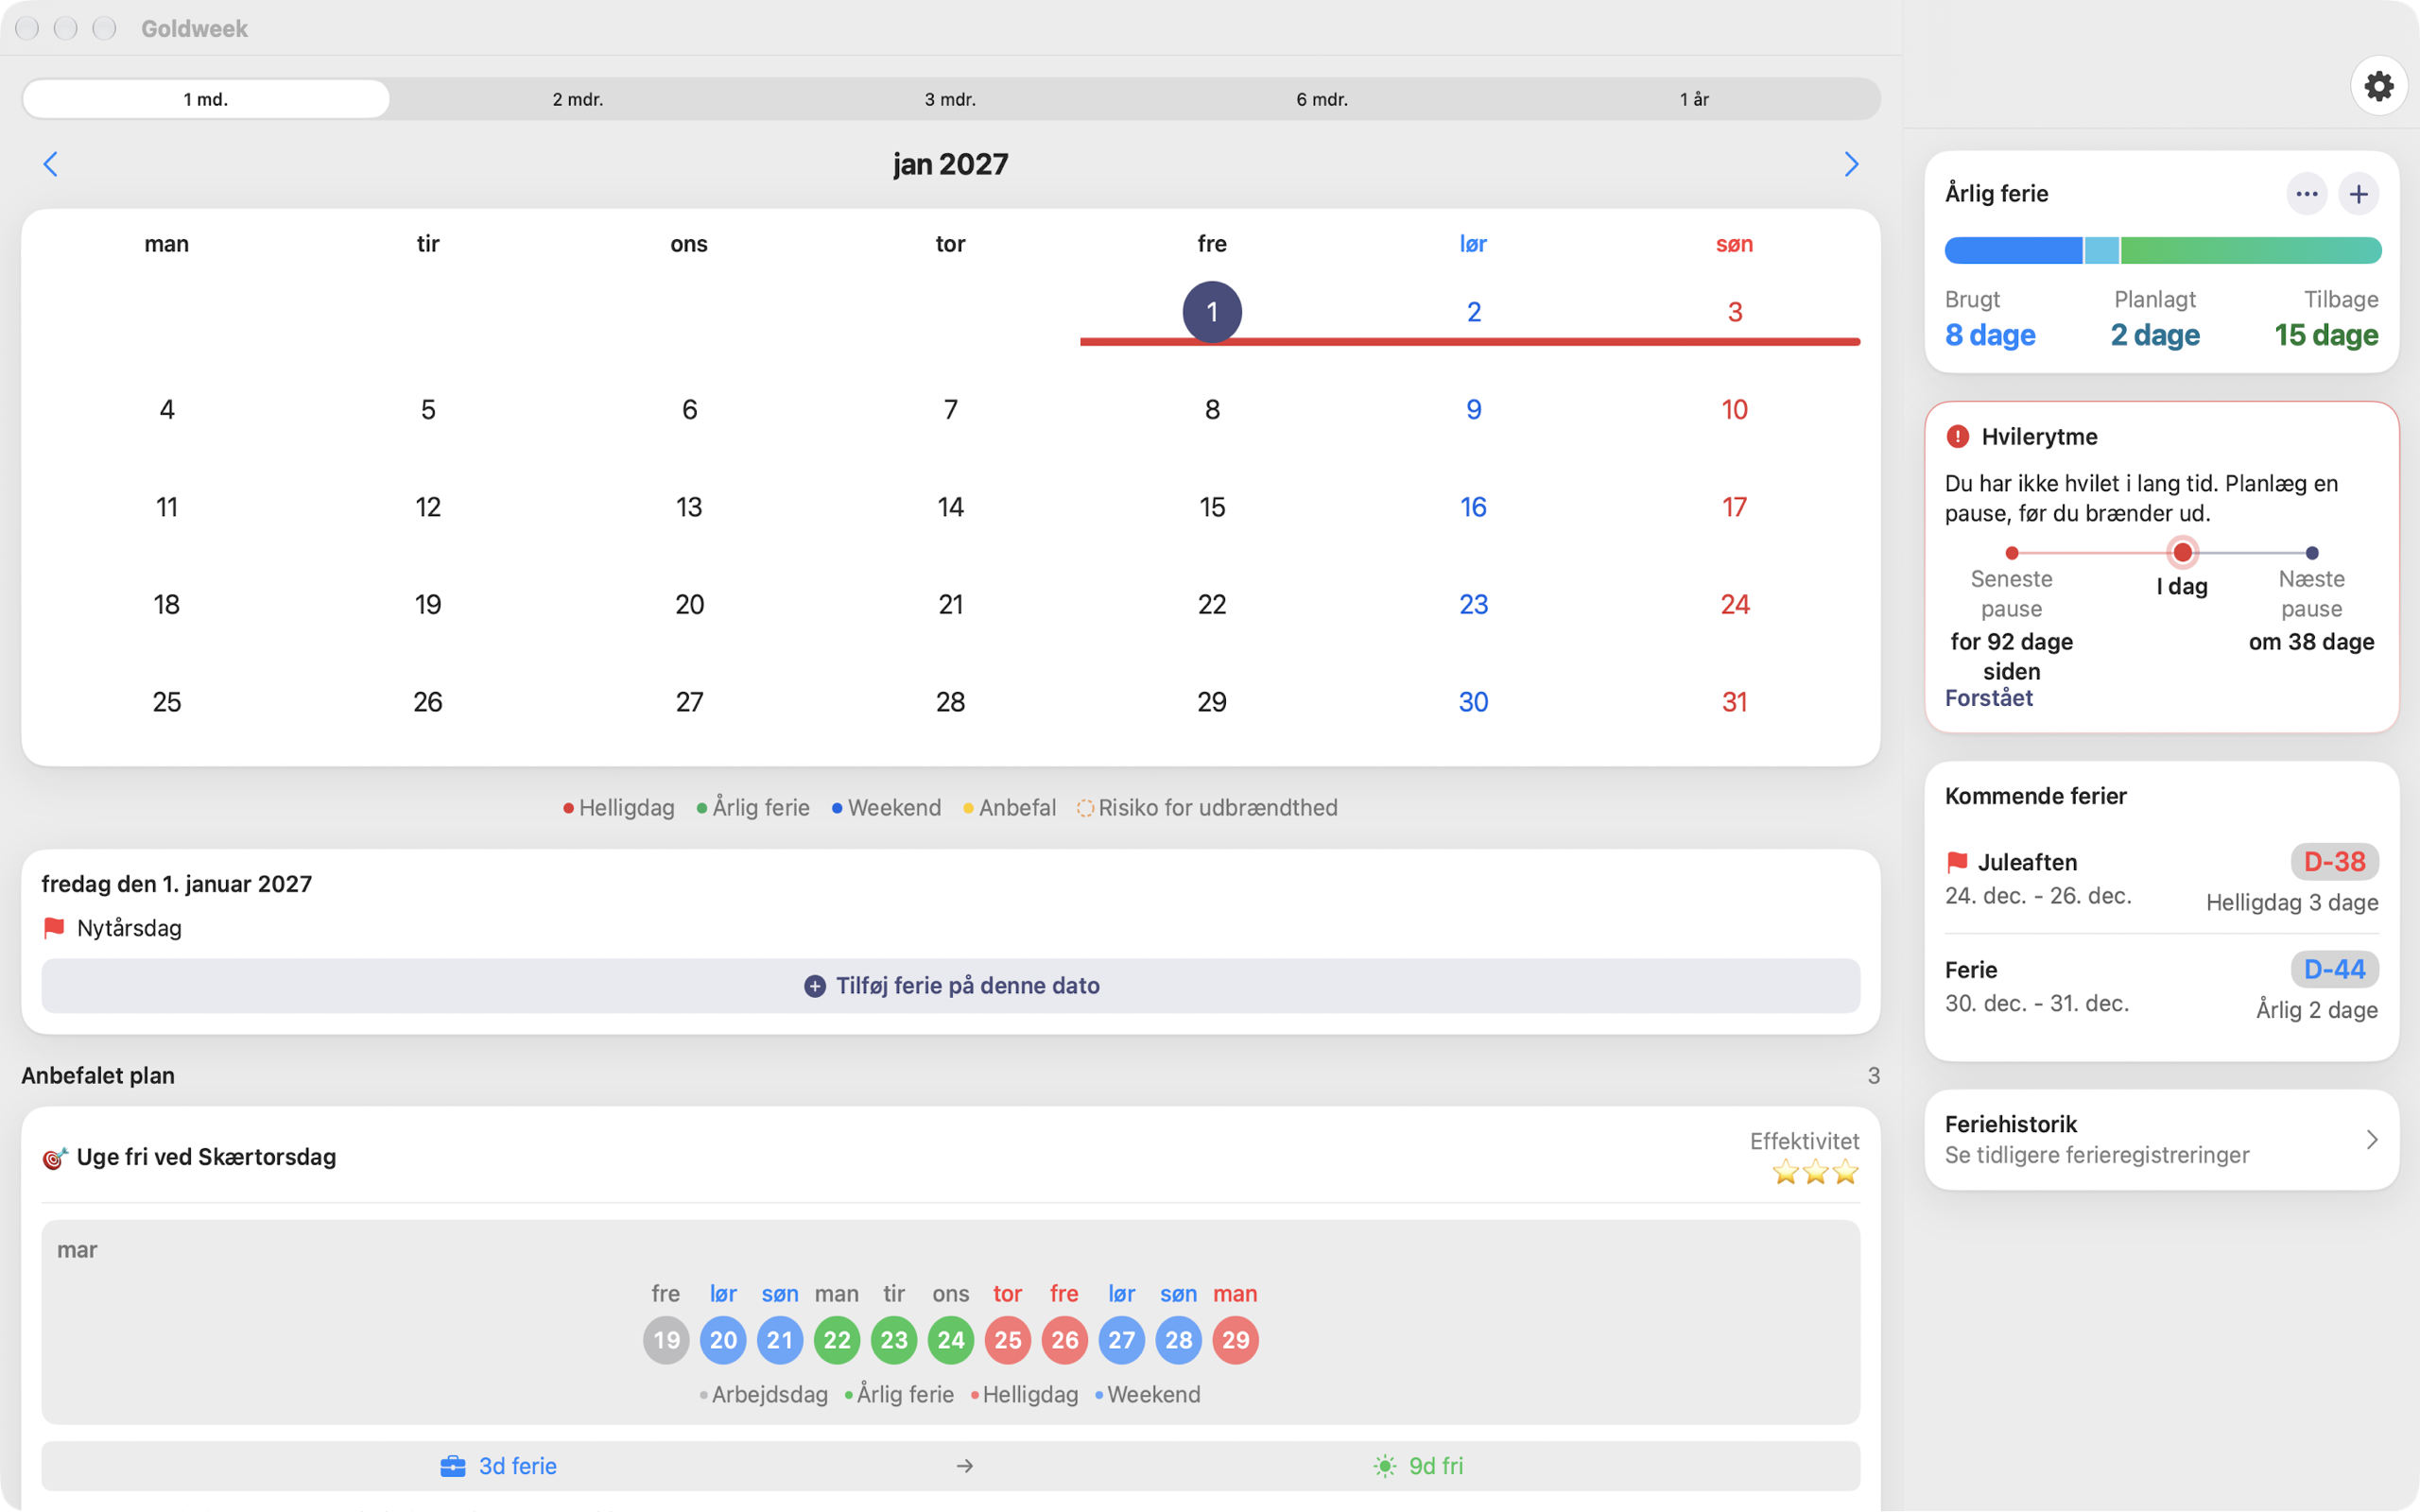 Goldweek
1 md.
2 mdr.
3 mdr.
6 mdr.
1 år
jan 2027
man tir ons tor fre lør søn
1 2 3
4 5 6 7 8 9 10
11 12 13 14 15 16 17
18 19 20 21 22 23 24
25 26 27 28 29 30 31
Helligdag Årlig ferie Weekend Anbefal Risiko for udbrændthed
fredag den 1. januar 2027
Nytårsdag
Tilføj ferie på denne dato
Anbefalet plan 3
Uge fri ved Skærtorsdag
Effektivitet
mar
fre lør søn man tir ons tor fre lør søn man
19 20 21 22 23 24 25 26 27 28 29
Arbejdsdag Årlig ferie Helligdag Weekend
3d ferie → 9d fri
Årlig ferie
Brugt Planlagt Tilbage
8 dage 2 dage 15 dage
Hvilerytme
Du har ikke hvilet i lang tid. Planlæg en
pause, før du brænder ud.
Seneste
pause
for 92 dage
siden
I dag
Næste
pause
om 38 dage
Forstået
Kommende ferier
Juleaften D-38
24. dec. - 26. dec. Helligdag 3 dage
Ferie D-44
30. dec. - 31. dec. Årlig 2 dage
Feriehistorik
Se tidligere ferieregistreringer